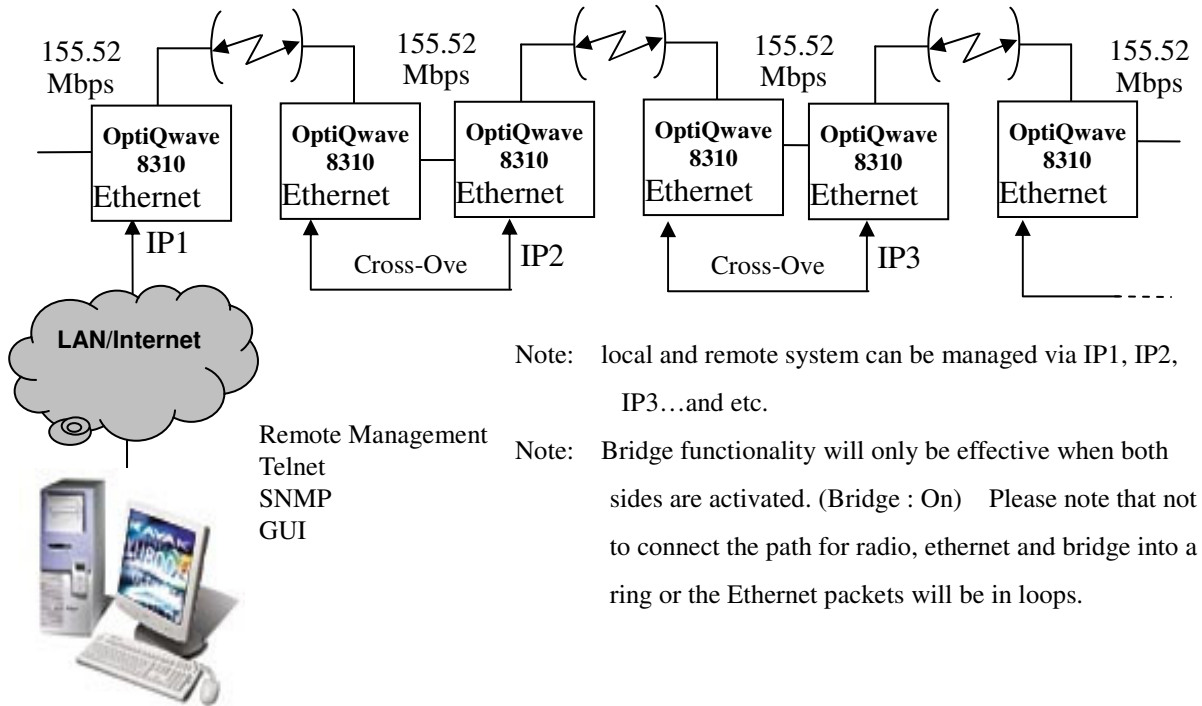 155.52
Mbps
155.52
Mbps
155.52
Mbps
155.52
Mbps
OptiQwave
8310
Ethernet
OptiQwave
8310
Ethernet
OptiQwave
8310
Ethernet
OptiQwave
8310
Ethernet
OptiQwave
8310
Ethernet
OptiQwave
8310
Ethernet
IP1
Cross-Ove
IP2
Cross-Ove
IP3
LAN/Internet
Note: local and remote system can be managed via IP1, IP2,
IP3…and etc.
Remote Management
Telnet
SNMP
GUI
Note: Bridge functionality will only be effective when both
sides are activated. (Bridge : On) Please note that not
to connect the path for radio, ethernet and bridge into a
ring or the Ethernet packets will be in loops.